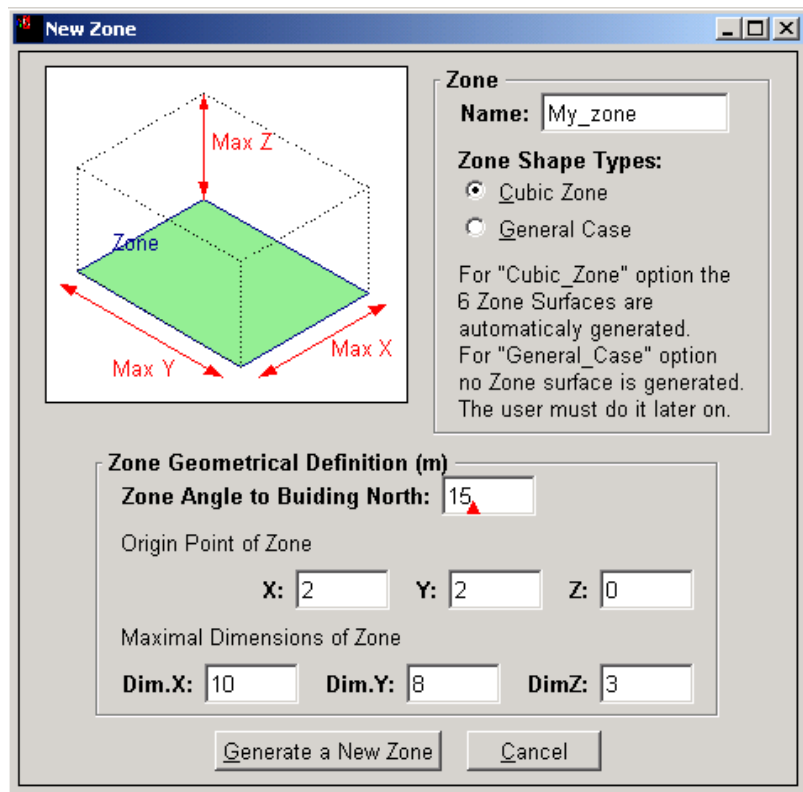 New Zone
Max Z
Zone
Max Y
Max X
Zone
Name: My_zone
Zone Shape Types:
Cubic Zone
General Case
For "Cubic_Zone" option the
6 Zone Surfaces are
automaticaly generated.
For "General_Case" option
no Zone surface is generated.
The user must do it later on.
Zone Geometrical Definition (m)
Zone Angle to Buiding North: 15
Origin Point of Zone
X: 2 Y: 2 Z: 0
Maximal Dimensions of Zone
Dim.X: 10 Dim.Y: 8 DimZ: 3
Generate a New Zone Cancel